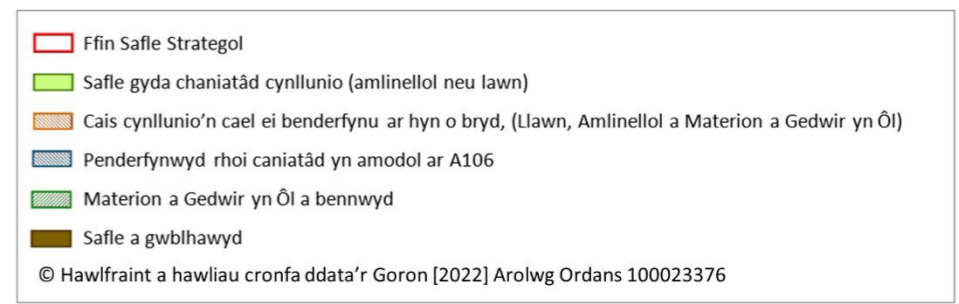 Ffin Safle Strategol
Safle gyda chaniatâd cynllunio (amlinellol neu lawn)
Cais cynllunio'n cael ei benderfynu ar hyn o bryd, (Llawn, Amlinellol a Materion a Gedwir yn Ôl)
Penderfynwyd rhoi caniatâd yn amodol ar A106
Materion a Gedwir yn Ôl a bennwyd
Safle a gwblhawyd
© Hawlfraint a hawliau cronfa ddata'r Goron [2022] Arolwg Ordans 100023376